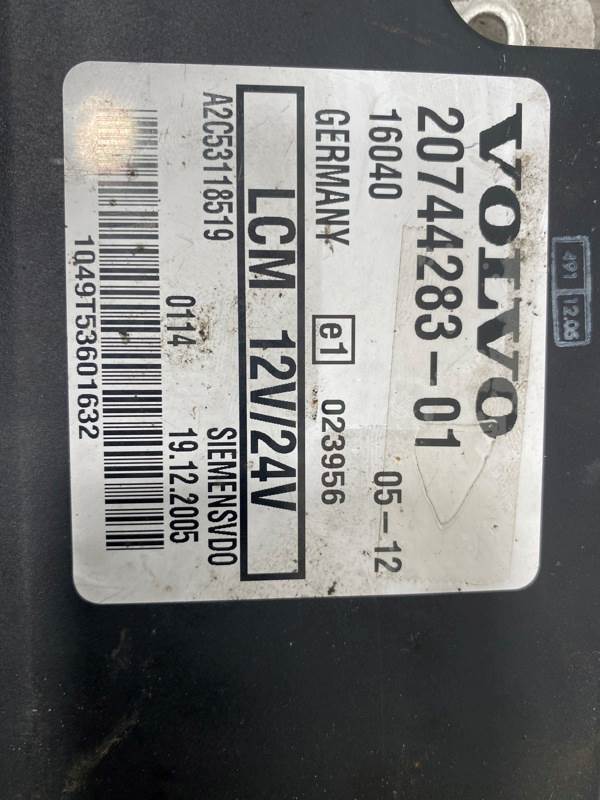 VOLVO
20744283-01
16040 05-12
GERMANY e1 023956
LCM 12V/24V
A2C53118519 SIEMENSVDO
0114 19.12.2005
1049T53601632
491 12.05